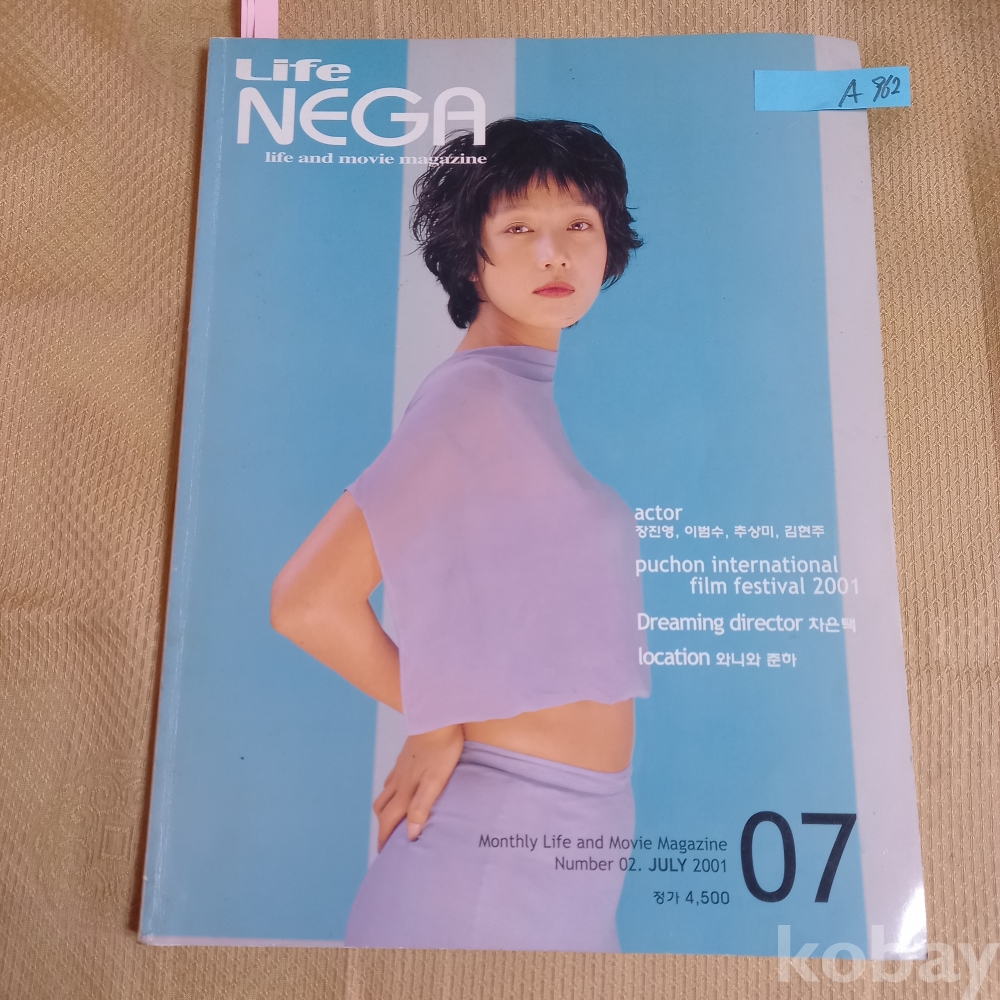 Life
NEGA
life and movie magazine
A 962
actor
장진영, 이범수, 추상미, 김현주
puchon international
film festival 2001
Dreaming director 차은택
location 와니와 준하
Monthly Life and Movie Magazine
Number 02. JULY 2001
07
정가 4,500
kobay